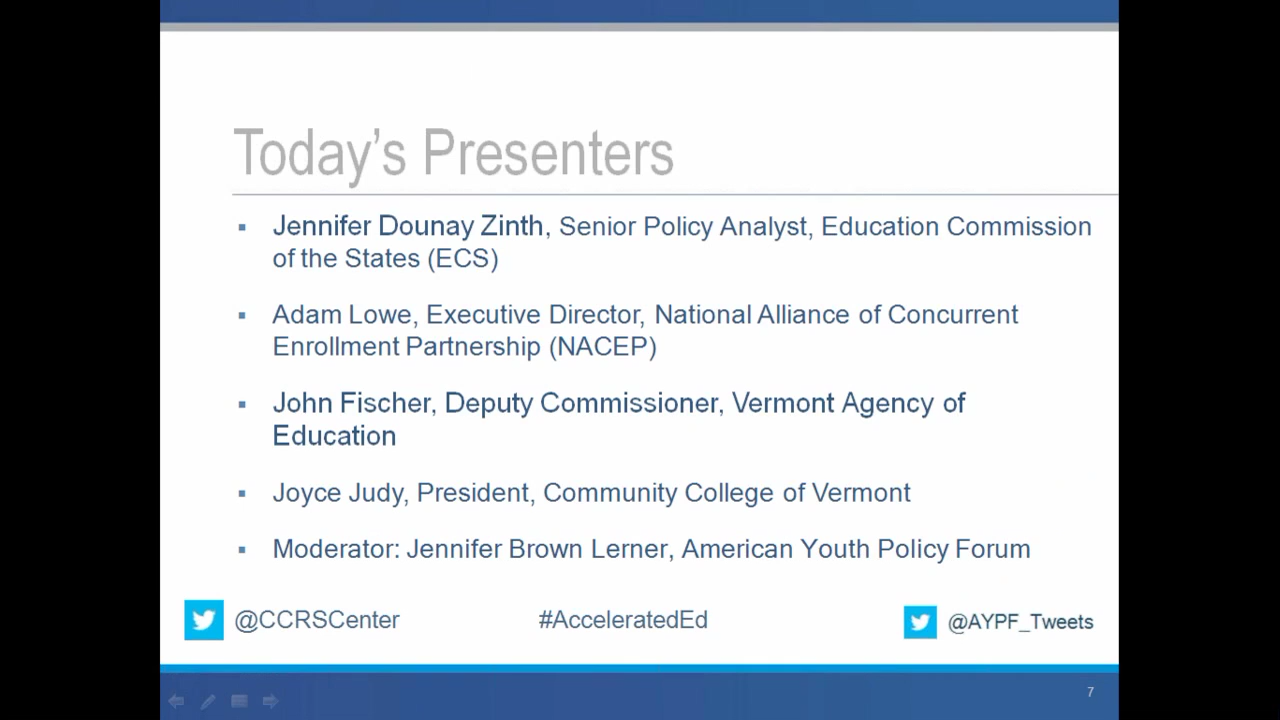 Today's Presenters
▪ Jennifer Dounay Zinth, Senior Policy Analyst, Education Commission
of the States (ECS)
▪ Adam Lowe, Executive Director, National Alliance of Concurrent
Enrollment Partnership (NACEP)
▪ John Fischer, Deputy Commissioner, Vermont Agency of
Education
▪ Joyce Judy, President, Community College of Vermont
▪ Moderator: Jennifer Brown Lerner, American Youth Policy Forum
@CCRSCenter #AcceleratedEd @AYPF_Tweets
7